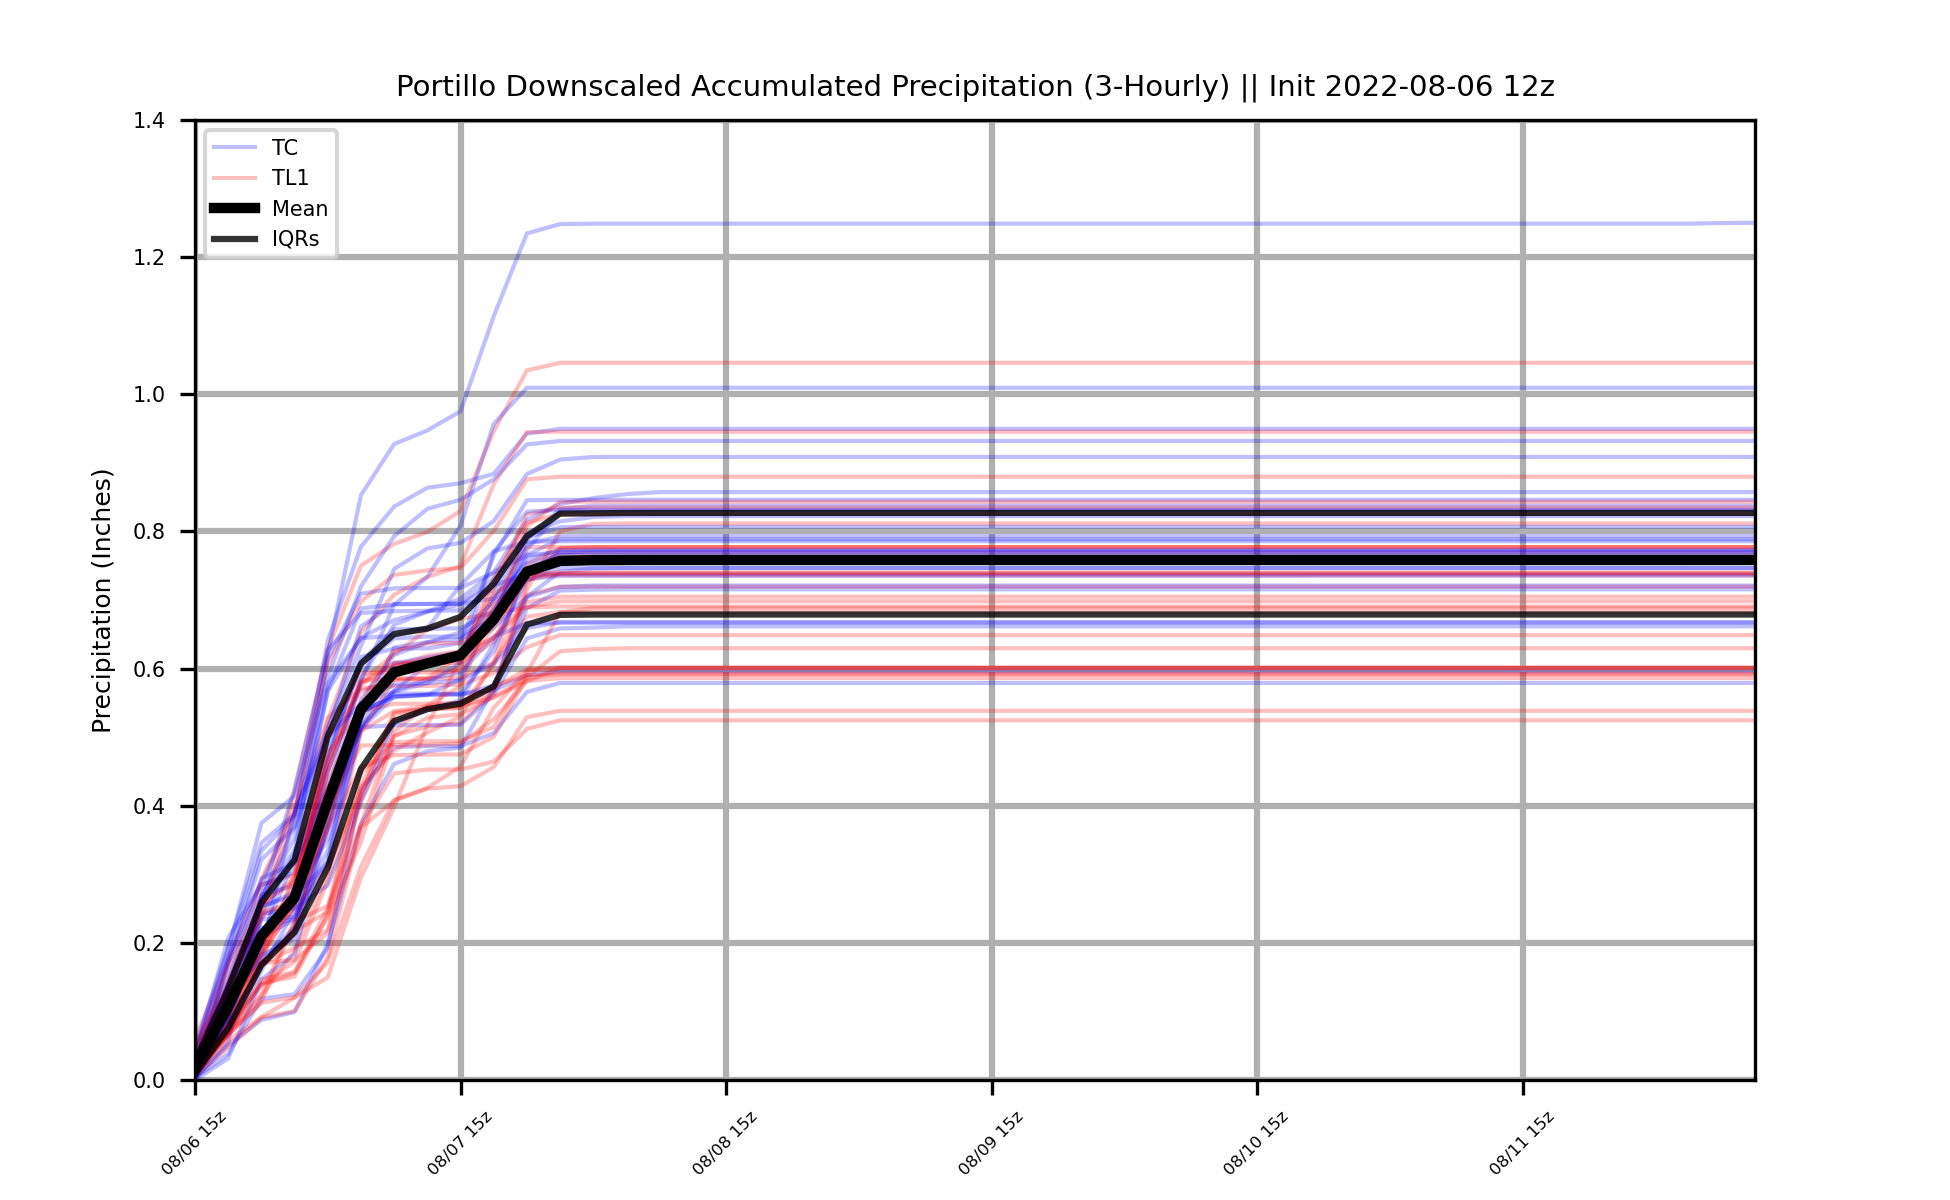 Portillo Downscaled Accumulated Precipitation (3-Hourly) || Init 2022-08-06 12z
TC
TL1
Mean
IQRs
Precipitation (Inches)
1.4
1.2
1.0
0.8
0.6
0.4
0.2
0.0
08/06 15z
08/07 15z
08/08 15z
08/09 15z
08/10 15z
08/11 15z